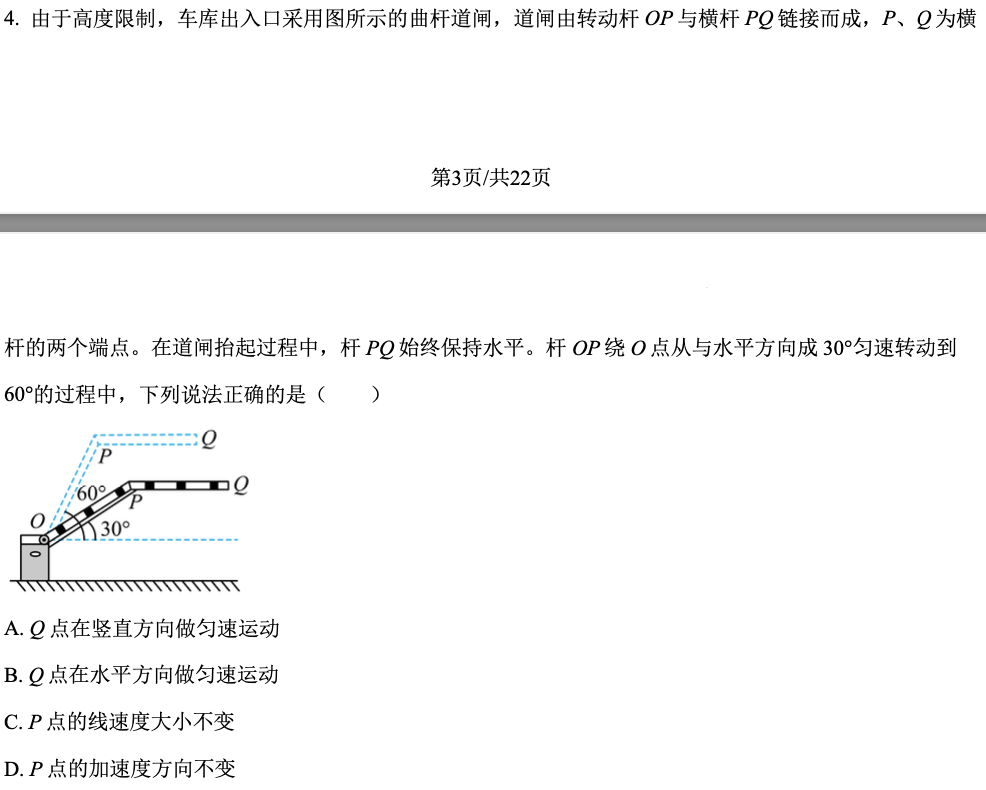 4. 由于高度限制，车库出入口采用图所示的曲杆道闸，道闸由转动杆 OP 与横杆 PQ 链接而成，P、Q 为横
第3页/共22页
杆的两个端点。在道闸抬起过程中，杆 PQ 始终保持水平。杆 OP 绕 O 点从与水平方向成 30°匀速转动到
60°的过程中，下列说法正确的是（　　）
Q
P
60°
Q
P
O
30°
A. Q 点在竖直方向做匀速运动
B. Q 点在水平方向做匀速运动
C. P 点的线速度大小不变
D. P 点的加速度方向不变